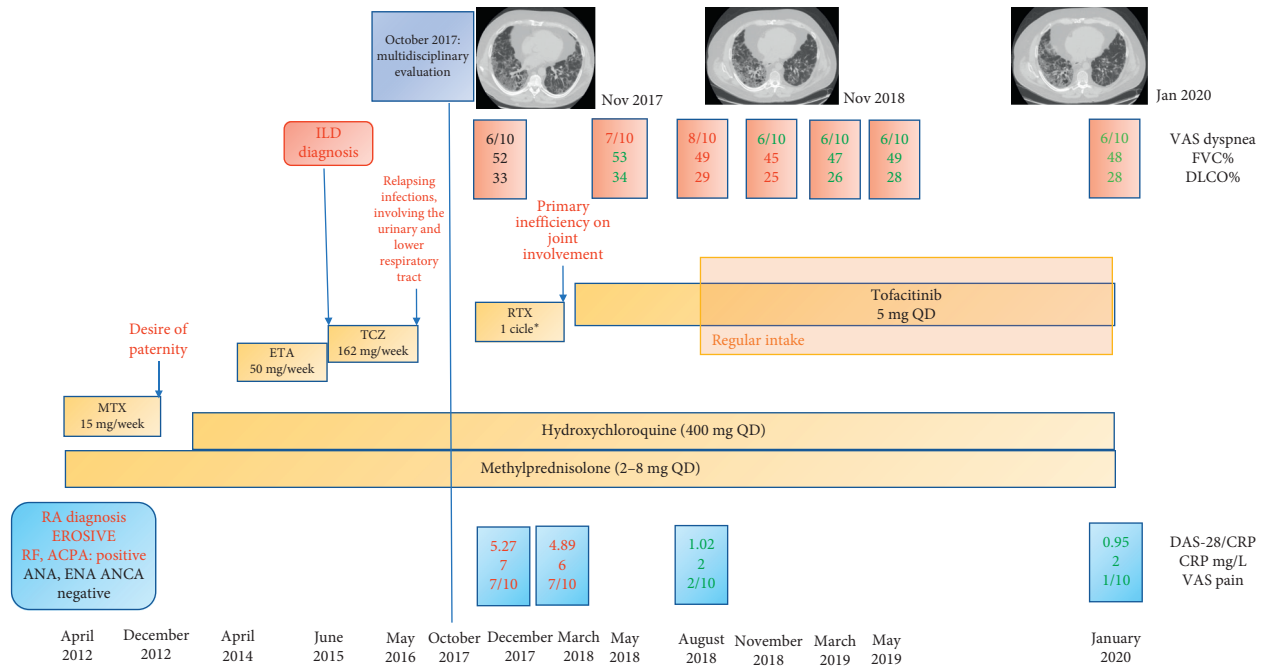 October 2017:
multidisciplinary
evaluation
Nov 2017
Nov 2018
Jan 2020
ILD
diagnosis
6/10
52
33
7/10
53
34
8/10
49
29
6/10
45
25
6/10
47
26
6/10
49
28
6/10
48
28
VAS dyspnea
FVC%
DLCO%
Relapsing
infections,
involving the
urinary and
lower
respiratory
tract
Primary
inefficiency on
joint
involvement
Tofacitinib
5 mg QD
Regular intake
RTX
1 cicle*
TCZ
162 mg/week
ETA
50 mg/week
Desire of
paternity
MTX
15 mg/week
Hydroxychloroquine (400 mg QD)
Methylprednisolone (2–8 mg QD)
RA diagnosis
EROSIVE
RF, ACPA: positive
ANA, ENA ANCA
negative
5.27
7
7/10
4.89
6
7/10
1.02
2
2/10
0.95
2
1/10
DAS-28/CRP
CRP mg/L
VAS pain
April
2012
December
2012
April
2014
June
2015
May
2016
October
2017
December
2017
March
2018
May
2018
August
2018
November
2018
March
2019
May
2019
January
2020